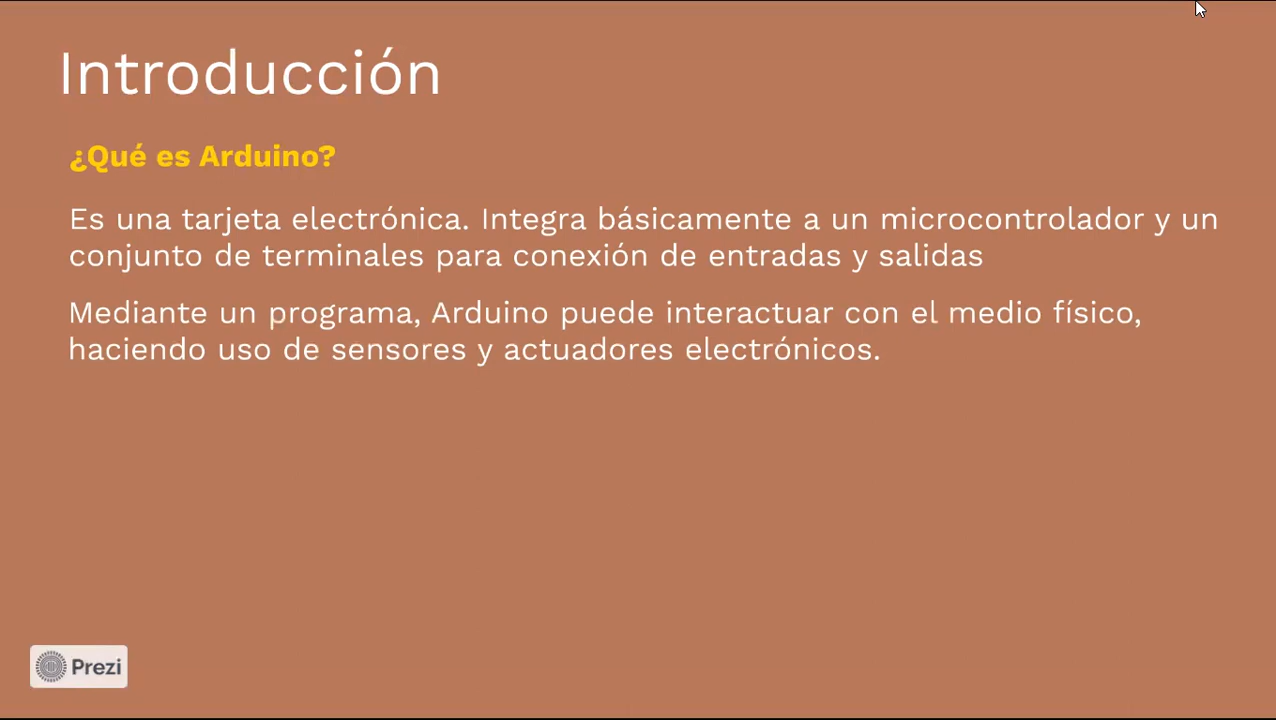 Introducción
¿Qué es Arduino?
Es una tarjeta electrónica. Integra básicamente a un microcontrolador y un
conjunto de terminales para conexión de entradas y salidas
Mediante un programa, Arduino puede interactuar con el medio físico,
haciendo uso de sensores y actuadores electrónicos.
Prezi